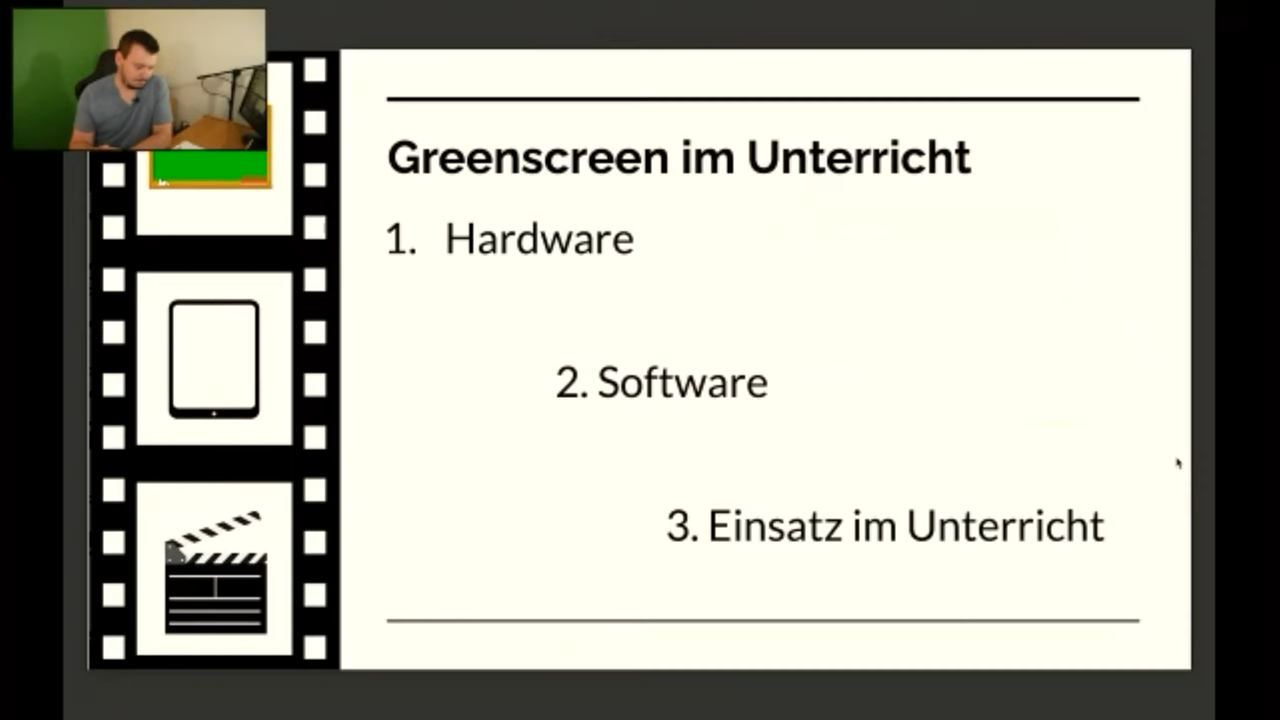 Greenscreen im Unterricht
1. Hardware
2. Software
3. Einsatz im Unterricht